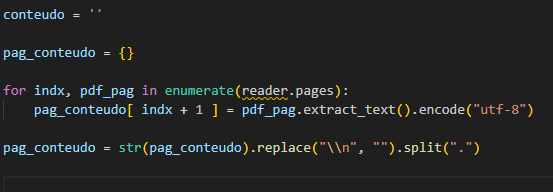 conteudo = ''
pag_conteudo = {}
for indx, pdf_pag in enumerate(reader.pages):
pag_conteudo[ indx + 1 ] = pdf_pag.extract_text().encode("utf-8")
pag_conteudo = str(pag_conteudo).replace("\\n", "").split(".")